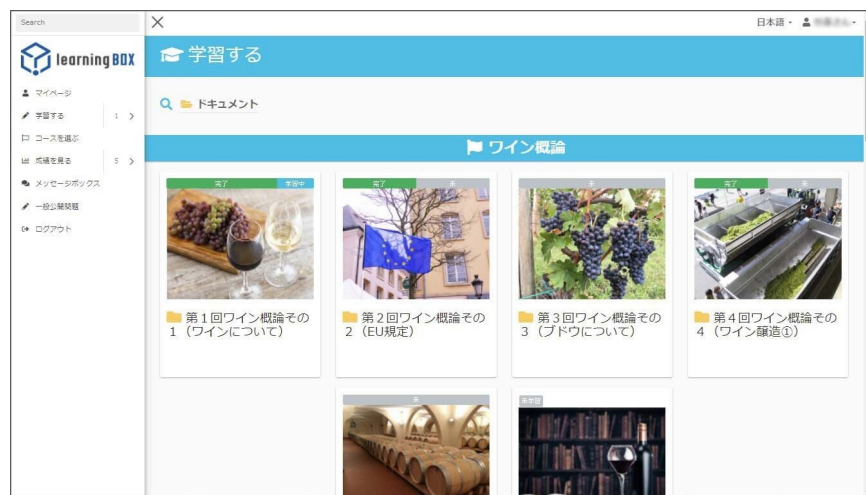 Search
日本語
learningBOX
学習する
マイページ
ドキュメント
学習する 1
コースを選ぶ
成績を見る 5
メッセージボックス
一般公開問題
ログアウト
ワイン概論
完了 学習中
完了 未
未
完了 未
第1回ワイン概論その
1（ワインについて）
第2回ワイン概論その
2（EU規定）
第3回ワイン概論その
3（ブドウについて）
第4回ワイン概論その
4（ワイン醸造①）
未
未学習